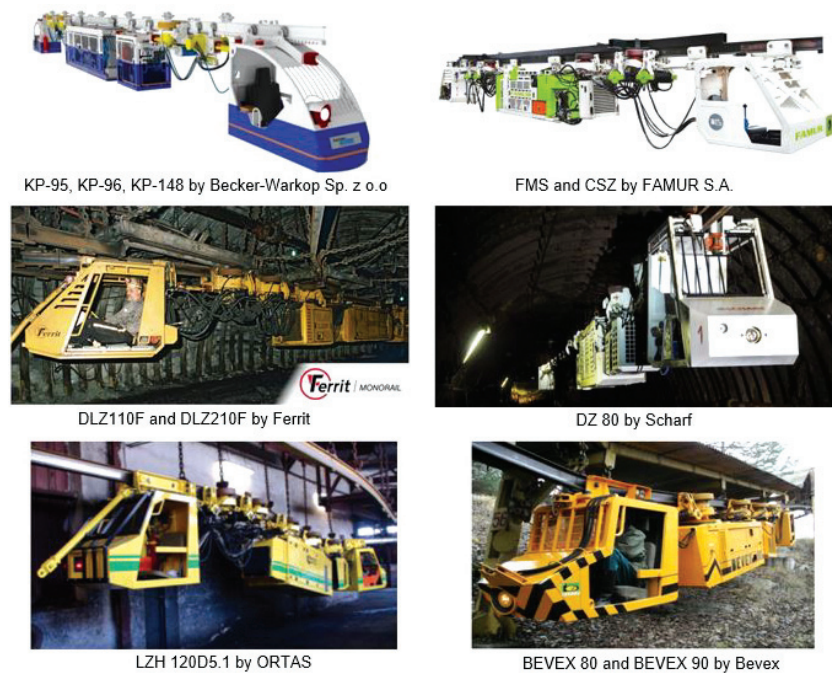 KP-95, KP-96, KP-148 by Becker-Warkop Sp. z o.o
FAMUR
FMS and CSZ by FAMUR S.A.
Ferrit
Ferrit | MONORAIL
DLZ110F and DLZ210F by Ferrit
1
DZ 80 by Scharf
LZH 120D5.1 by ORTAS
BEVEX
BEVEX 80 and BEVEX 90 by Bevex